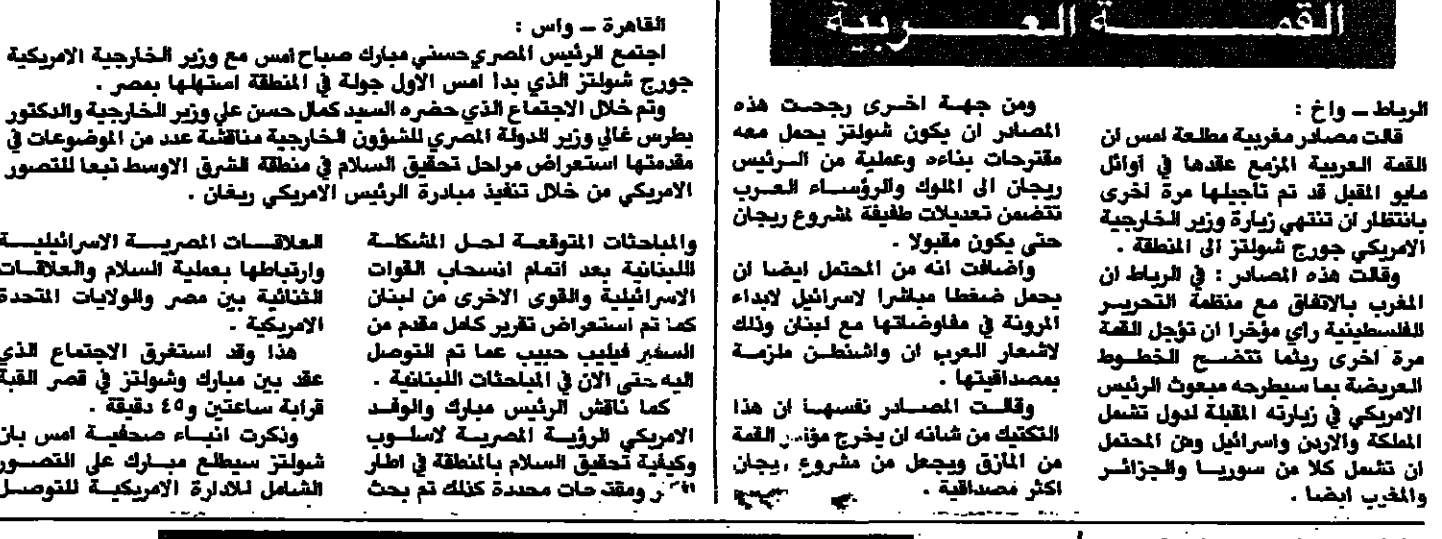 القمة العربية
الرباط ــ واخ :
قالت مصادر مغربية مطلعة امس ان
القمة العربية المزمع عقدها في أوائل
مايو المقبل قد تم تأجيلها مرة اخرى
بانتظار ان تنتهي زيارة وزير الخارجية
الامريكي جورج شولتز الى المنطقة .
وقالت هذه المصادر : في الرباط ان
المغرب بالاتفاق مع منظمة التحرير
الفلسطينية راي مؤخرا ان تؤجل القمة
مرة اخرى ريثما تتضح الخطوط
العريضة بما سيطرحه مبعوث الرئيس
الامريكي في زيارته المقبلة لدول تشمل
المملكة والاردن واسرائيل ومن المحتمل
ان تشمل كلا من سوريا والجزائر
والمغرب ايضا .
ومن جهة اخرى رجحت هذه
المصادر ان يكون شولتز يحمل معه
مقترحات بناءه وعملية من الرئيس
ريجان الى الملوك والرؤساء العرب
تتضمن تعديلات طفيفة لمشروع ريجان
حتى يكون مقبولا .
واضافت انه من المحتمل ايضا ان
يحمل ضغطا مباشرا لاسرائيل لابداء
المرونة في مفاوضاتها مع لبنان وذلك
لاشعار العرب ان واشنطن ملزمة
بمصداقيتها .
وقالت المصادر نفسها ان هذا
التكتيك من شانه ان يخرج مؤتمر القمة
من المأزق ويجعل من مشروع ريجان
اكثر مصداقية .
القاهرة ــ واس :
اجتمع الرئيس المصري حسني مبارك صباح امس مع وزير الخارجية الامريكية
جورج شولتز الذي بدأ امس الاول جولة في المنطقة استهلها بمصر .
وتم خلال الاجتماع الذي حضره السيد كمال حسن علي وزير الخارجية والدكتور
بطرس غالي وزير الدولة المصري للشؤون الخارجية مناقشة عدد من الموضوعات في
مقدمتها استعراض مراحل تحقيق السلام في منطقة الشرق الاوسط تبعا للتصور
الامريكي من خلال تنفيذ مبادرة الرئيس الامريكي ريغان .
والمباحثات المتوقعة لحل المشكلة
اللبنانية بعد اتمام انسحاب القوات
الاسرائيلية والقوى الاخرى من لبنان
كما تم استعراض تقرير كامل مقدم من
السفير فيليب حبيب عما تم التوصل
اليه حتى الان في المباحثات اللبنانية .
كما ناقش الرئيس مبارك والوفد
الامريكي الرؤية المصرية لاسلوب
وكيفية تحقيق السلام بالمنطقة في اطار
ومقترحات محددة كذلك تم بحث
العلاقات المصرية الاسرائيلية
وارتباطها بعملية السلام والعلاقات
الثنائية بين مصر والولايات المتحدة
الامريكية .
هذا وقد استغرق الاجتماع الذي
عقد بين مبارك وشولتز في قصر القبة
قرابة ساعتين و٤٥ دقيقة .
وذكرت انباء صحفية امس بان
شولتز سيطلع مبارك على التصور
الشامل للادارة الامريكية للتوصل